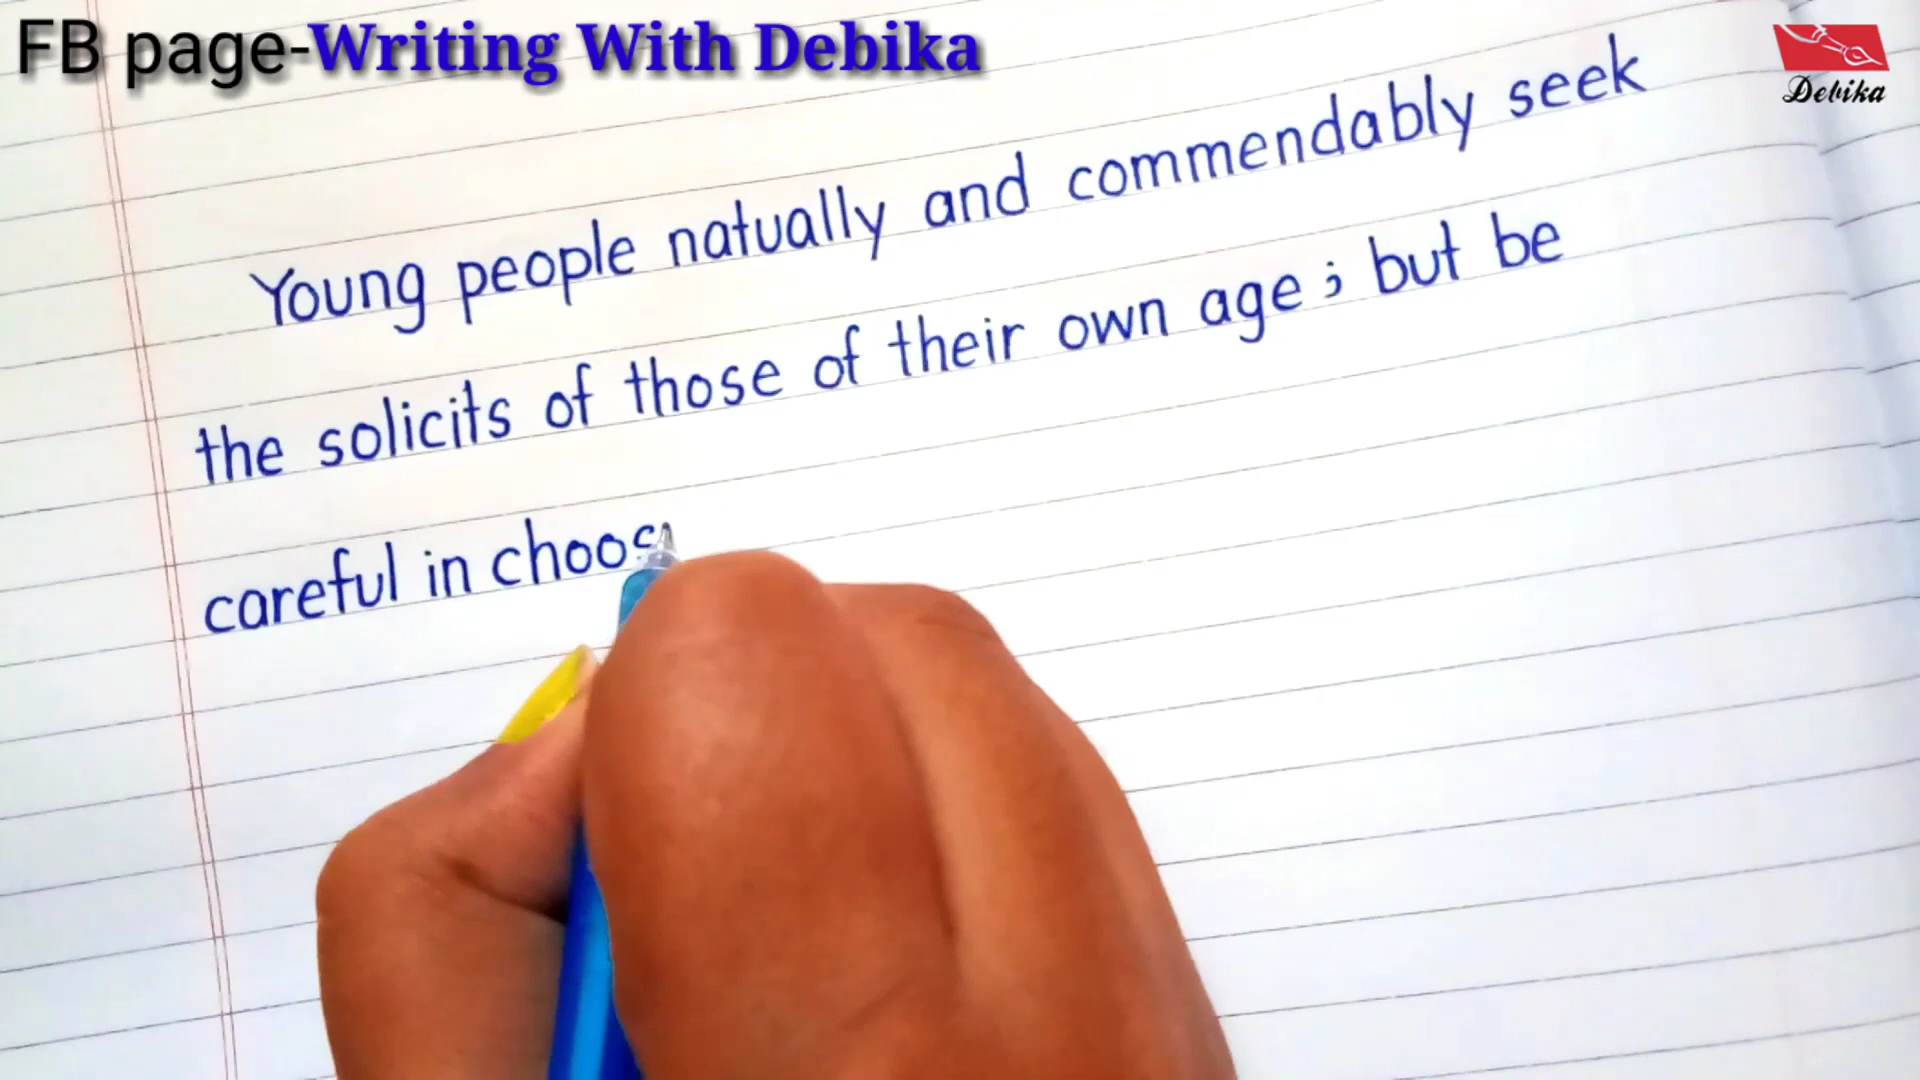 FB page-Writing With Debika
Debika
Young people natually and commendably seek
the solicits of those of their own age; but be
careful in choos